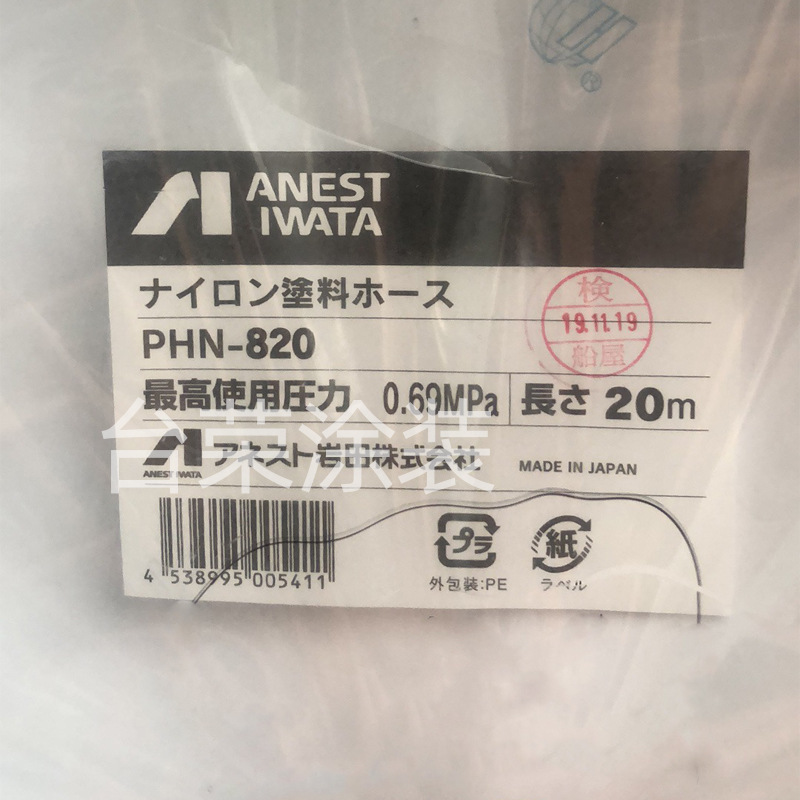 ANEST
IWATA
ナイロン塗料ホース
検
19.11.19
船屋
PHN-820
最高使用圧力 0.69MPa 長さ 20m
台荣涂装
ANEST IWATA アネスト岩田株式会社 MADE IN JAPAN
4 538995 005411
プラ
外包装:PE
紙
ラベル